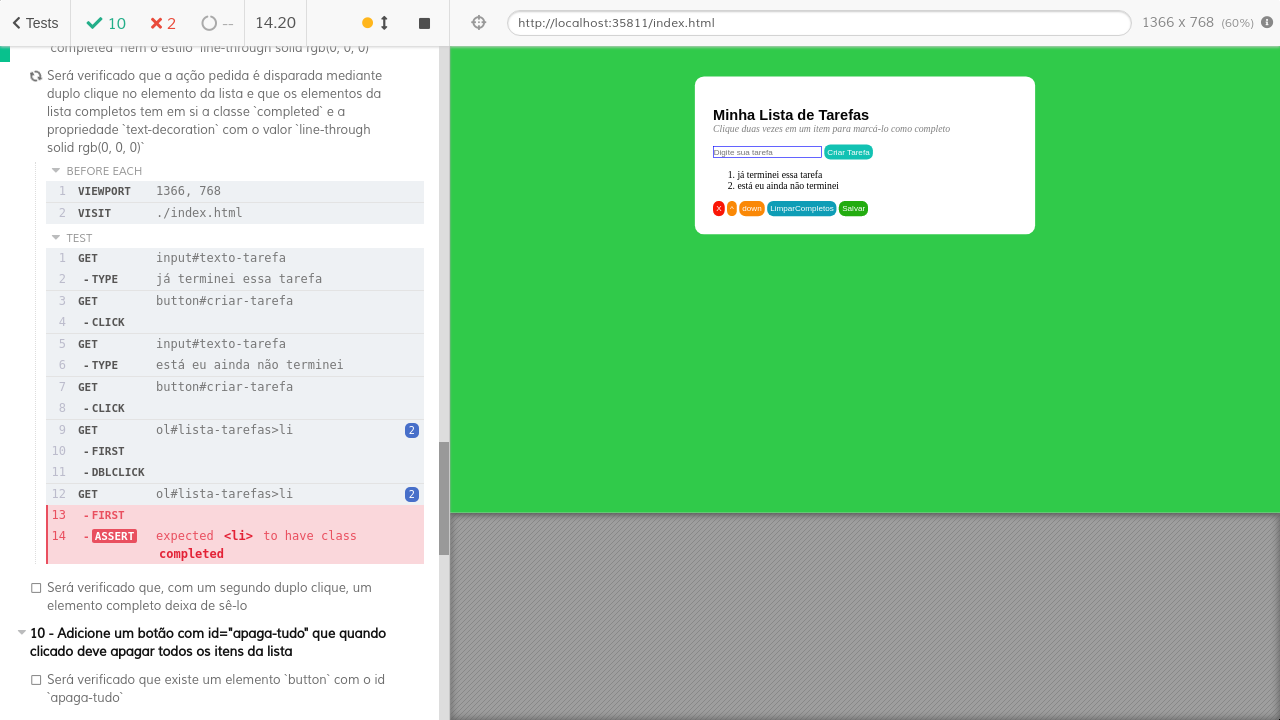 Tests
10
2
--
14.20
http://localhost:35811/index.html
1366 x 768 (60%)
`completed` nem o estilo `line-through solid rgb(0, 0, 0)`
Será verificado que a ação pedida é disparada mediante
duplo clique no elemento da lista e que os elementos da
lista completos tem em si a classe `completed` e a
propriedade `text-decoration` com o valor `line-through
solid rgb(0, 0, 0)`
BEFORE EACH
1 VIEWPORT 1366, 768
2 VISIT ./index.html
TEST
1 GET input#texto-tarefa
2 -TYPE já terminei essa tarefa
3 GET button#criar-tarefa
4 -CLICK
5 GET input#texto-tarefa
6 -TYPE está eu ainda não terminei
7 GET button#criar-tarefa
8 -CLICK
9 GET ol#lista-tarefas>li 2
10 -FIRST
11 -DBLCLICK
12 GET ol#lista-tarefas>li 2
13 -FIRST
14 -ASSERT expected <li> to have class
completed
Será verificado que, com um segundo duplo clique, um
elemento completo deixa de sê-lo
10 - Adicione um botão com id="apaga-tudo" que quando
clicado deve apagar todos os itens da lista
Será verificado que existe um elemento `button` com o id
`apaga-tudo`
Minha Lista de Tarefas
Clique duas vezes em um item para marcá-lo como completo
Digite sua tarefa
Criar Tarefa
1. já terminei essa tarefa
2. está eu ainda não terminei
X
^
down
LimparCompletos
Salvar